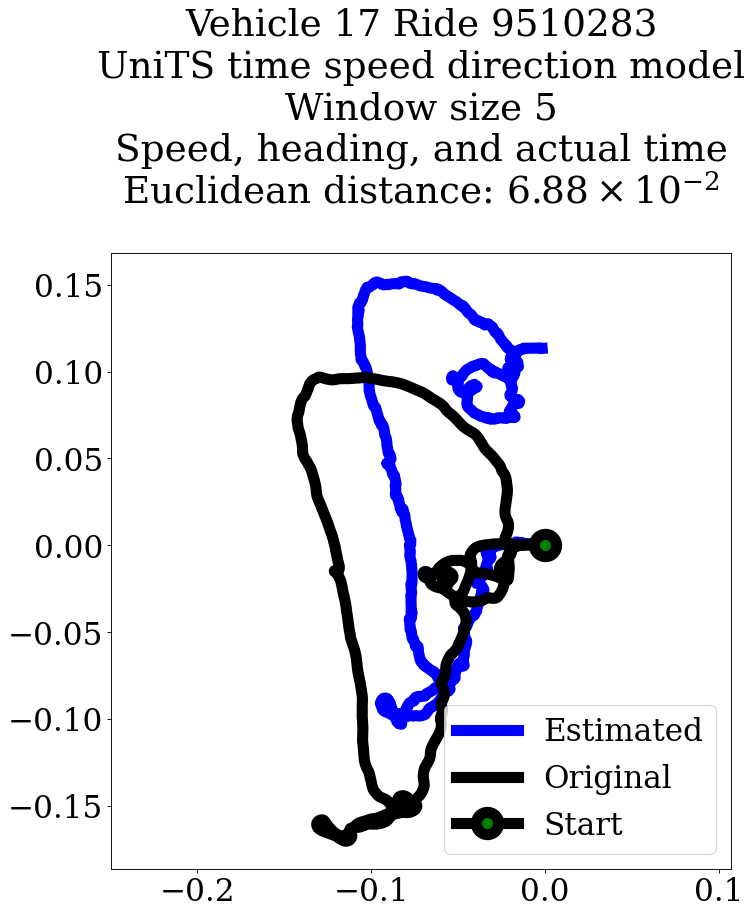 Vehicle 17 Ride 9510283
UniTS time speed direction model
Window size 5
Speed, heading, and actual time
Euclidean distance: 6.88 × 10⁻²
0.15
0.10
0.05
0.00
−0.05
−0.10
−0.15
−0.2 −0.1 0.0 0.1
Estimated
Original
Start